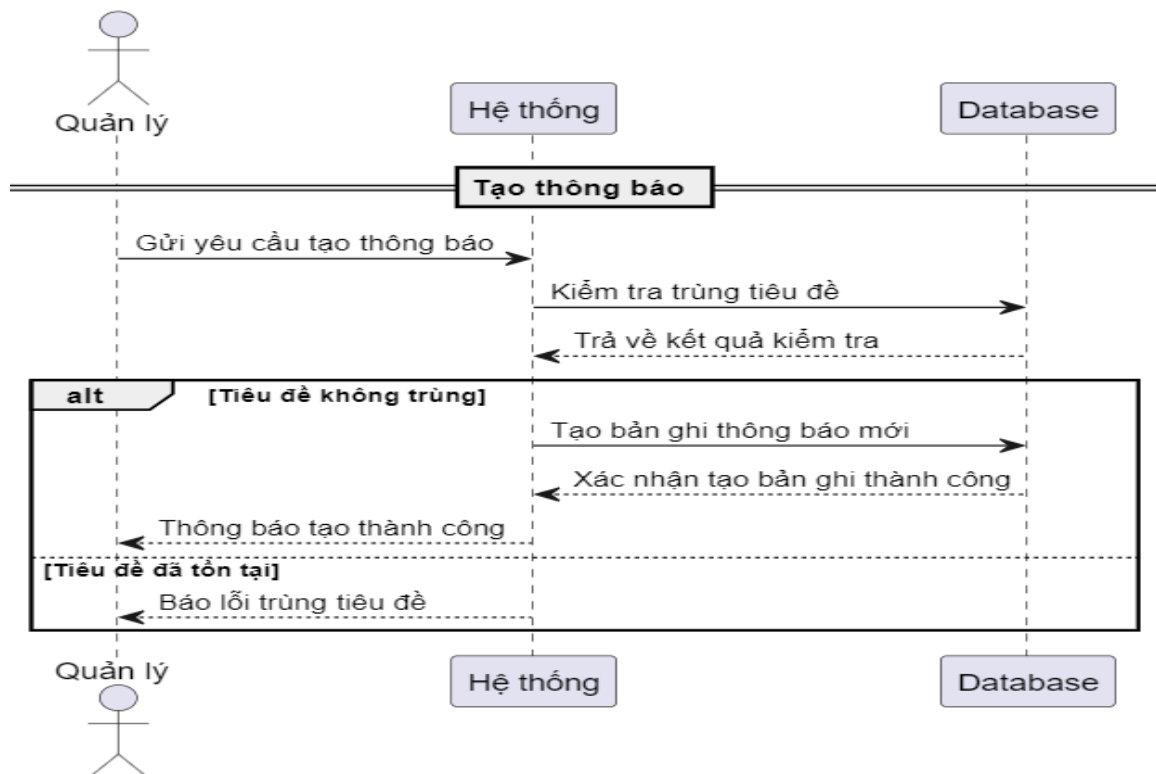 Quản lý
Hệ thống
Database
Tạo thông báo
Gửi yêu cầu tạo thông báo
Kiểm tra trùng tiêu đề
Trả về kết quả kiểm tra
alt
[Tiêu đề không trùng]
Tạo bản ghi thông báo mới
Xác nhận tạo bản ghi thành công
Thông báo tạo thành công
[Tiêu đề đã tồn tại]
Báo lỗi trùng tiêu đề
Quản lý
Hệ thống
Database